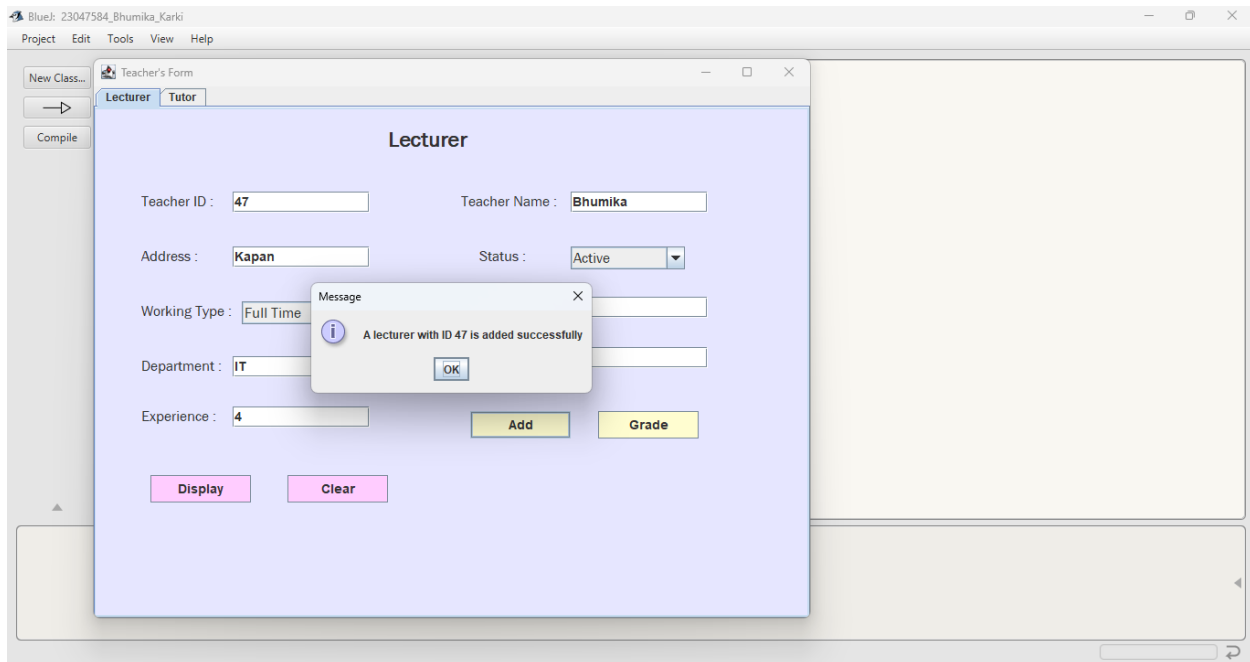 BlueJ: 23047584_Bhumika_Karki
Project Edit Tools View Help
New Class...
Compile
Teacher's Form
Lecturer Tutor
Lecturer
Teacher ID : 47 Teacher Name : Bhumika
Address : Kapan Status : Active
Working Type : Full Time
Message
A lecturer with ID 47 is added successfully
OK
Department : IT
Experience : 4
Add Grade
Display Clear